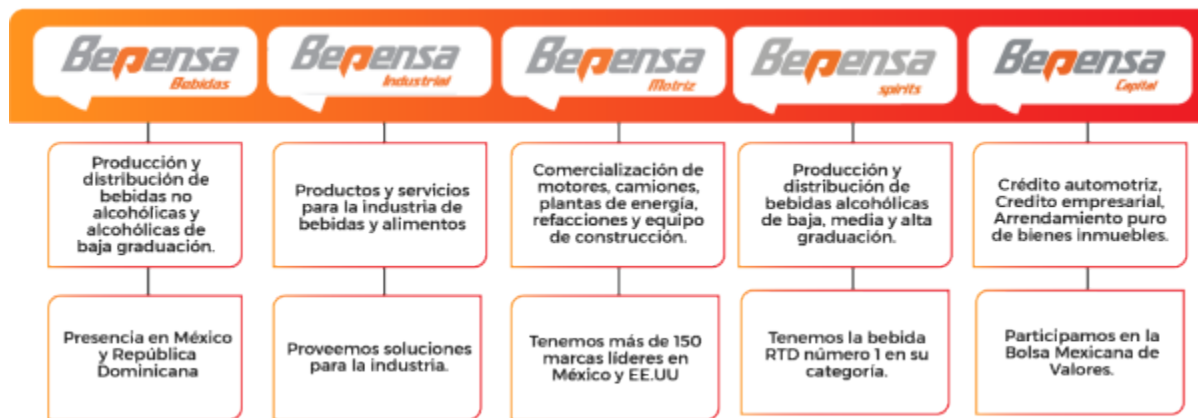 Bepensa
Bebidas
Bepensa
Industrial
Bepensa
Motriz
Bepensa
spirits
Bepensa
Capital
Producción y
distribución de
bebidas no
alcohólicas y
alcohólicas de
baja graduación.
Productos y servicios
para la industria de
bebidas y alimentos
Comercialización de
motores, camiones,
plantas de energía,
refacciones y equipo
de construcción.
Producción y
distribución de
bebidas alcohólicas
de baja, media y alta
graduación.
Crédito automotriz,
Credito empresarial,
Arrendamiento puro
de bienes inmuebles.
Presencia en México
y República
Dominicana
Proveemos soluciones
para la industria.
Tenemos más de 150
marcas líderes en
México y EE.UU
Tenemos la bebida
RTD número 1 en su
categoría.
Participamos en la
Bolsa Mexicana de
Valores.